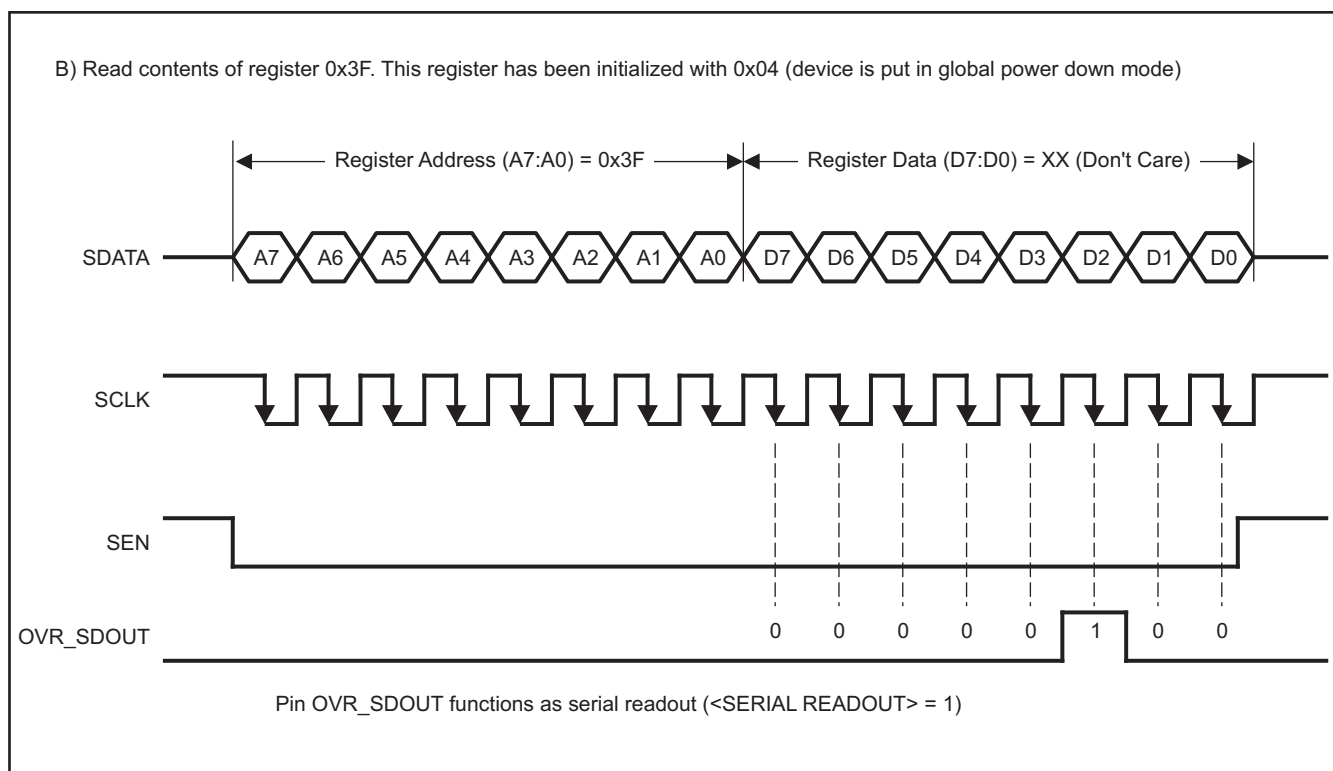 B) Read contents of register 0x3F. This register has been initialized with 0x04 (device is put in global power down mode)
Register Address (A7:A0) = 0x3F Register Data (D7:D0) = XX (Don't Care)
SDATA A7 A6 A5 A4 A3 A2 A1 A0 D7 D6 D5 D4 D3 D2 D1 D0
SCLK
SEN
OVR_SDOUT 0 0 0 0 0 1 0 0
Pin OVR_SDOUT functions as serial readout (<SERIAL READOUT> = 1)